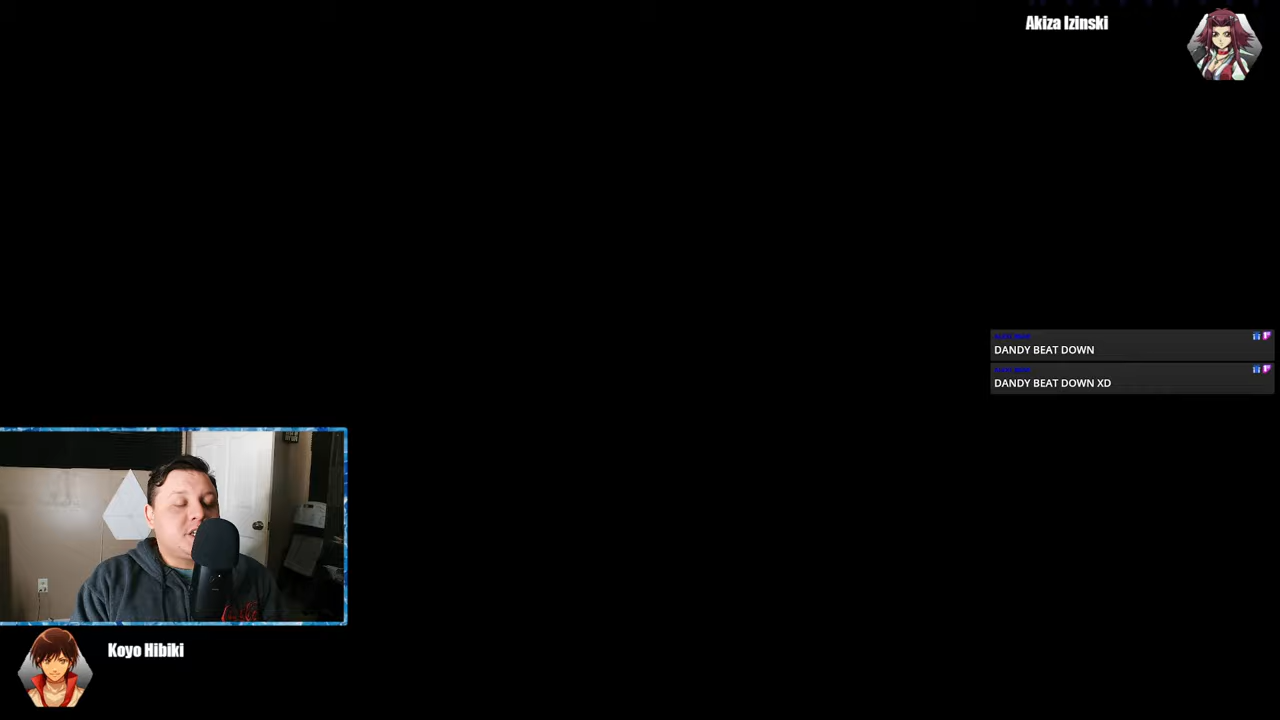 Akiza Izinski
DANDY BEAT DOWN
DANDY BEAT DOWN XD
Koyo Hibiki